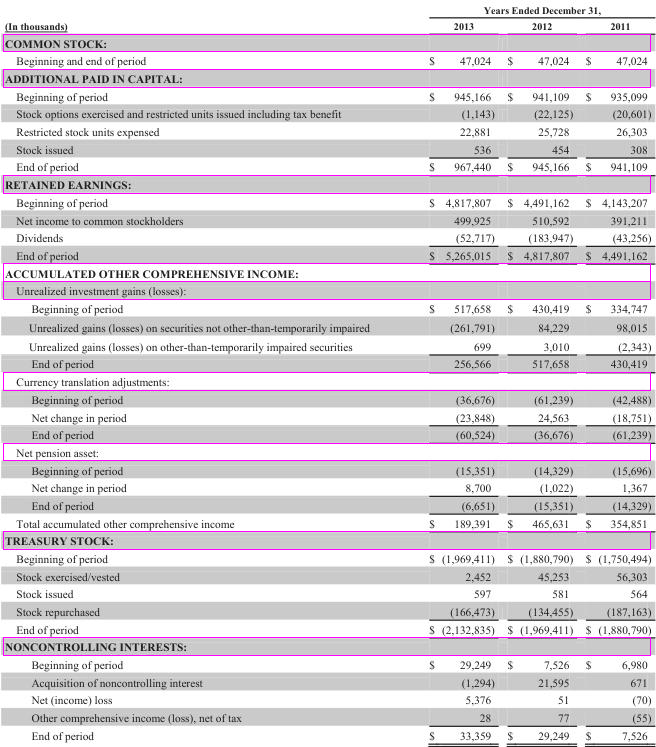 Years Ended December 31,
(In thousands) 2013 2012 2011
COMMON STOCK:
Beginning and end of period $ 47,024 $ 47,024 $ 47,024
ADDITIONAL PAID IN CAPITAL:
Beginning of period $ 945,166 $ 941,109 $ 935,099
Stock options exercised and restricted units issued including tax benefit (1,143) (22,125) (20,601)
Restricted stock units expensed 22,881 25,728 26,303
Stock issued 536 454 308
End of period $ 967,440 $ 945,166 $ 941,109
RETAINED EARNINGS:
Beginning of period $ 4,817,807 $ 4,491,162 $ 4,143,207
Net income to common stockholders 499,925 510,592 391,211
Dividends (52,717) (183,947) (43,256)
End of period $ 5,265,015 $ 4,817,807 $ 4,491,162
ACCUMULATED OTHER COMPREHENSIVE INCOME:
Unrealized investment gains (losses):
Beginning of period $ 517,658 $ 430,419 $ 334,747
Unrealized gains (losses) on securities not other-than-temporarily impaired (261,791) 84,229 98,015
Unrealized gains (losses) on other-than-temporarily impaired securities 699 3,010 (2,343)
End of period 256,566 517,658 430,419
Currency translation adjustments:
Beginning of period (36,676) (61,239) (42,488)
Net change in period (23,848) 24,563 (18,751)
End of period (60,524) (36,676) (61,239)
Net pension asset:
Beginning of period (15,351) (14,329) (15,696)
Net change in period 8,700 (1,022) 1,367
End of period (6,651) (15,351) (14,329)
Total accumulated other comprehensive income $ 189,391 $ 465,631 $ 354,851
TREASURY STOCK:
Beginning of period $ (1,969,411) $ (1,880,790) $ (1,750,494)
Stock exercised/vested 2,452 45,253 56,303
Stock issued 597 581 564
Stock repurchased (166,473) (134,455) (187,163)
End of period $ (2,132,835) $ (1,969,411) $ (1,880,790)
NONCONTROLLING INTERESTS:
Beginning of period $ 29,249 $ 7,526 $ 6,980
Acquisition of noncontrolling interest (1,294) 21,595 671
Net (income) loss 5,376 51 (70)
Other comprehensive income (loss), net of tax 28 77 (55)
End of period $ 33,359 $ 29,249 $ 7,526